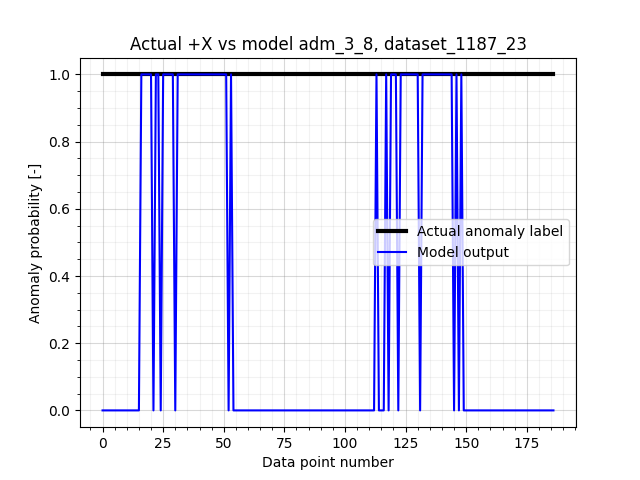 Actual +X vs model adm_3_8, dataset_1187_23
1.0
0.8
0.6
0.4
0.2
0.0
Anomaly probability [-]
Actual anomaly label
Model output
0 25 50 75 100 125 150 175
Data point number